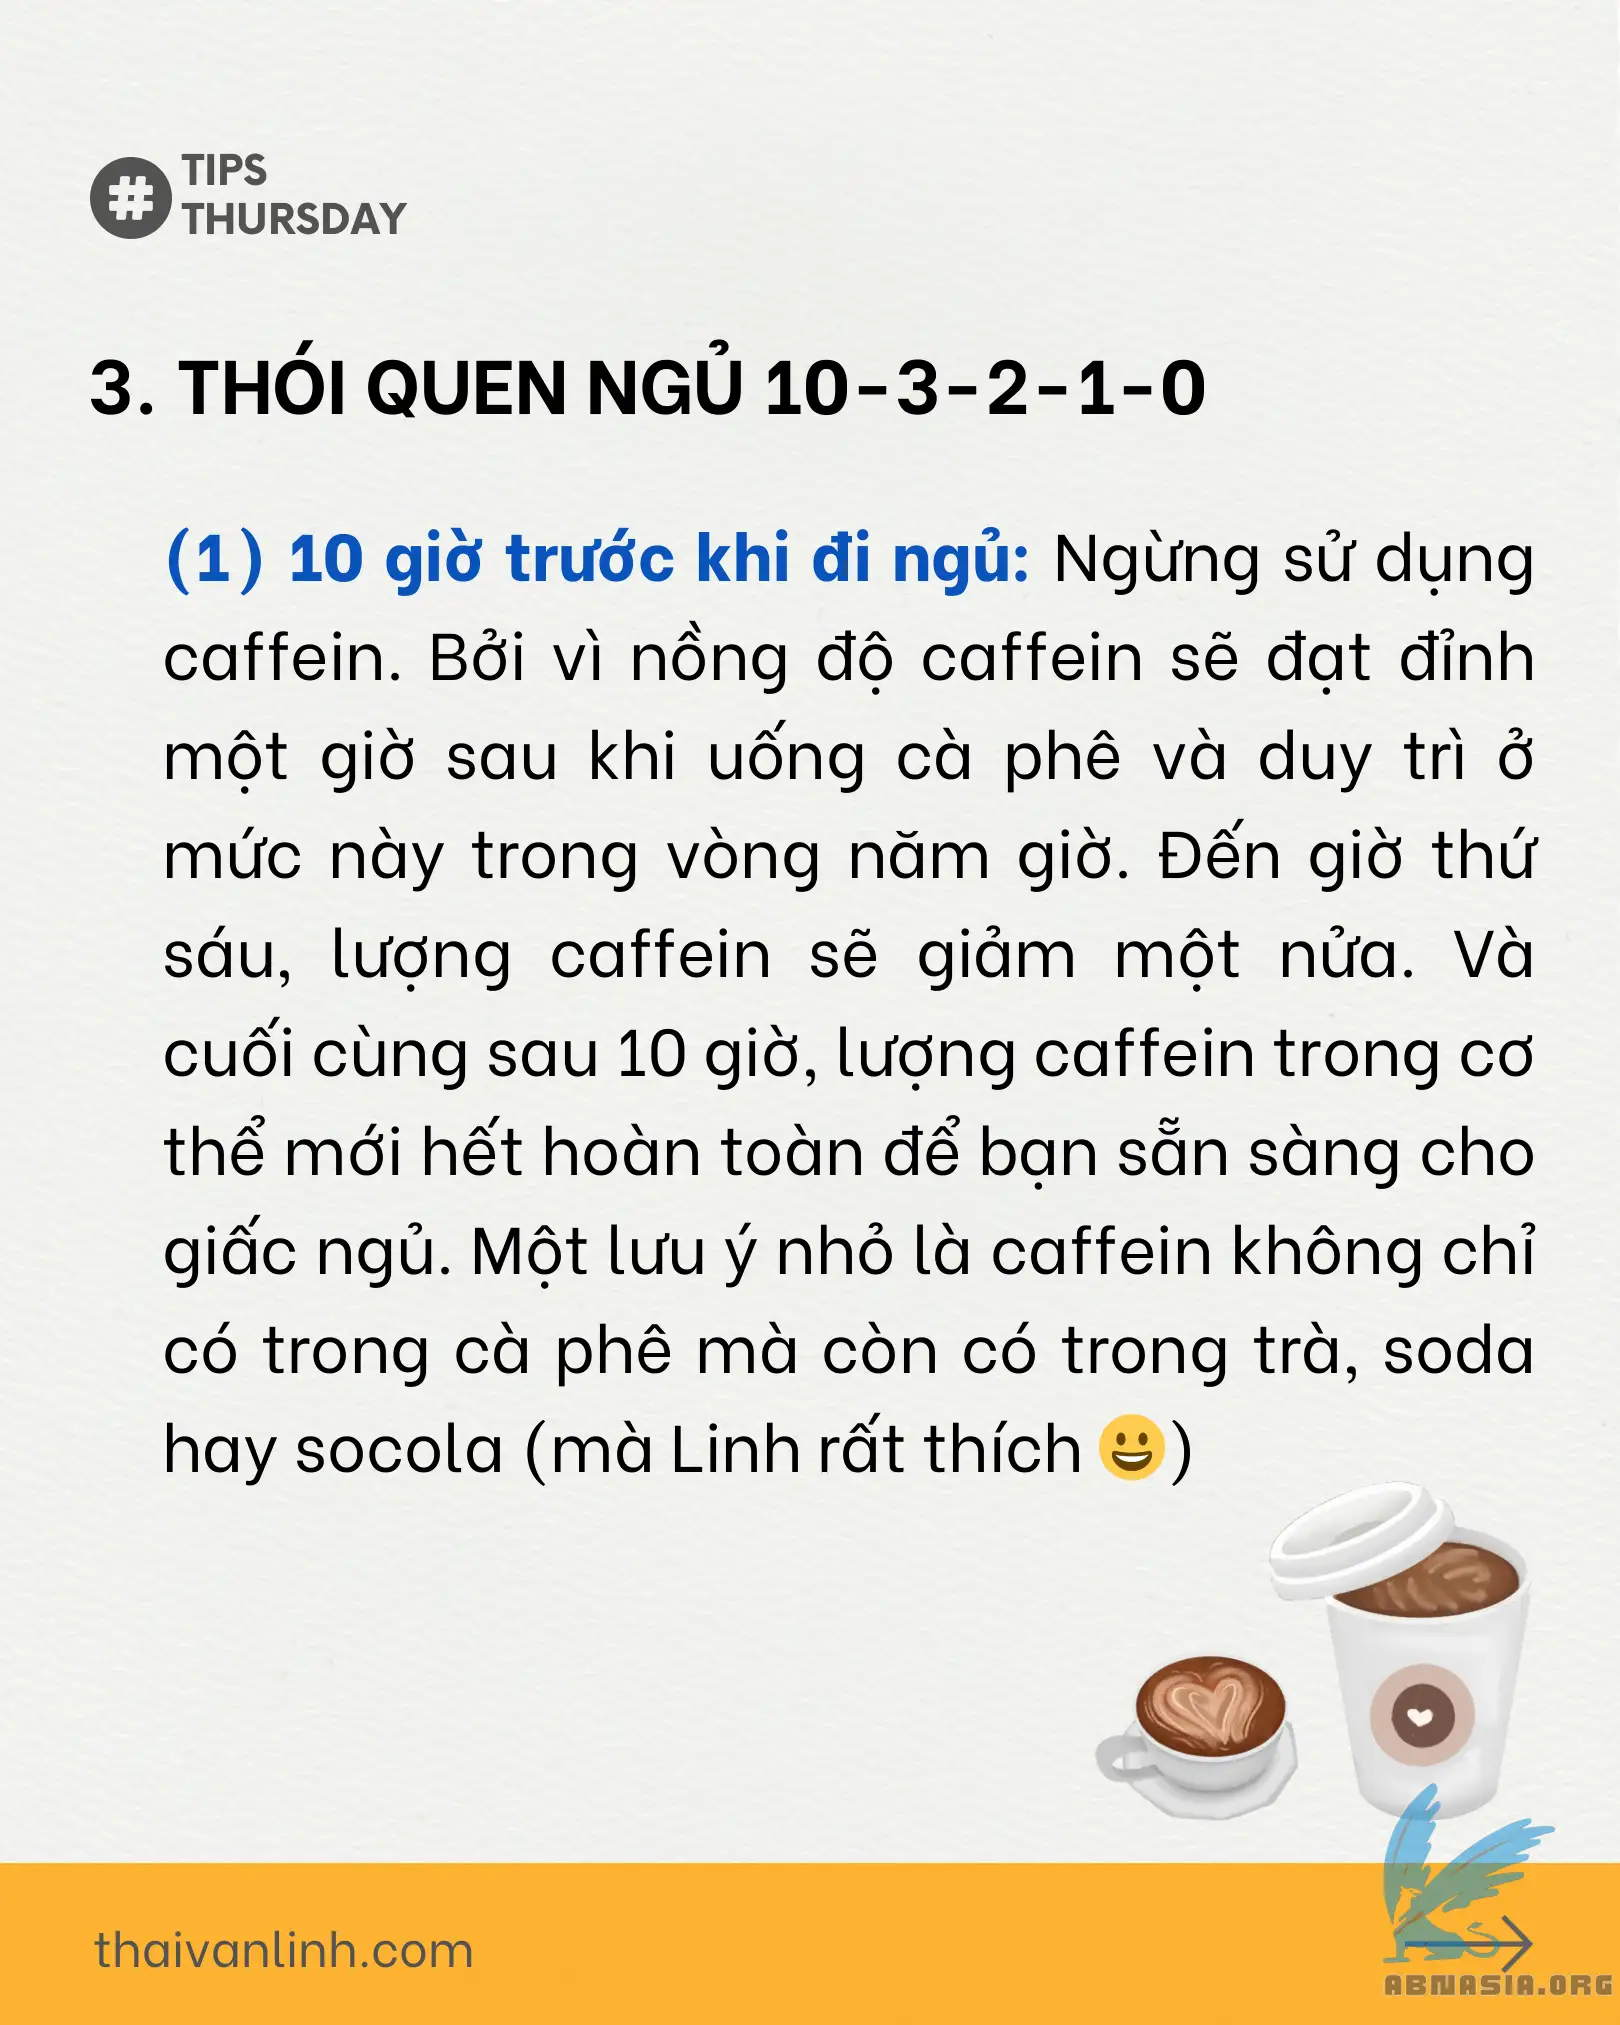 #
TIPS
THURSDAY
3. THÓI QUEN NGỦ 10-3-2-1-0
(1) 10 giờ trước khi đi ngủ: Ngừng sử dụng
caffein. Bởi vì nồng độ caffein sẽ đạt đỉnh
một giờ sau khi uống cà phê và duy trì ở
mức này trong vòng năm giờ. Đến giờ thứ
sáu, lượng caffein sẽ giảm một nửa. Và
cuối cùng sau 10 giờ, lượng caffein trong cơ
thể mới hết hoàn toàn để bạn sẵn sàng cho
giấc ngủ. Một lưu ý nhỏ là caffein không chỉ
có trong cà phê mà còn có trong trà, soda
hay socola (mà Linh rất thích 😀)
thaivanlinh.com
ABNASIA.ORG